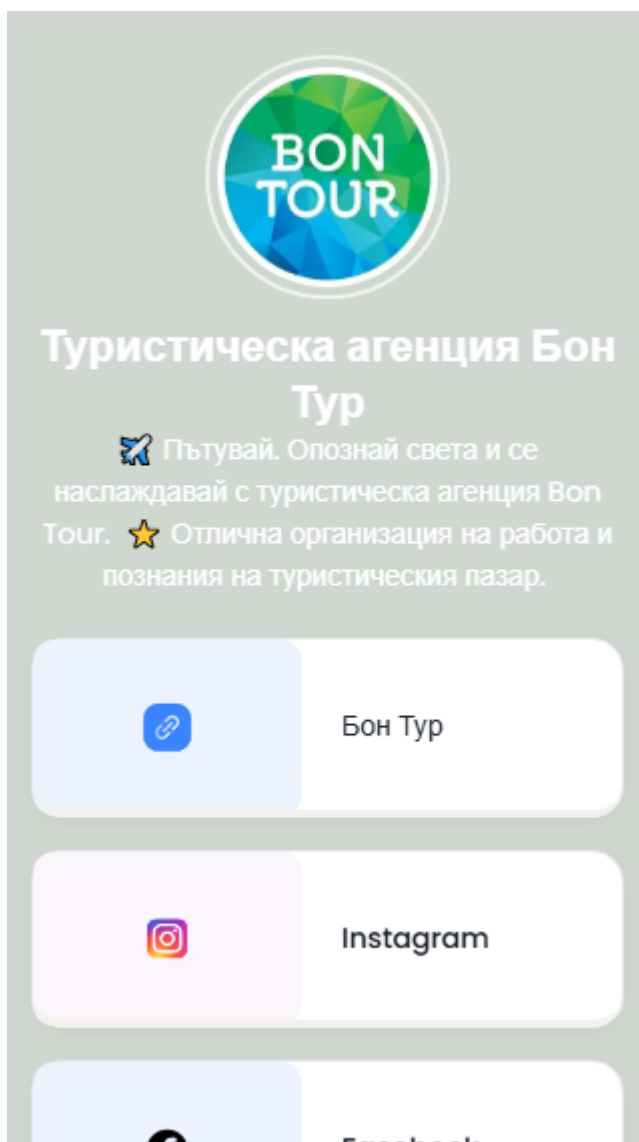 BON
TOUR
Туристическа агенция Бон
Тур
✈️ Пътувай. Опознай света и се
наслаждавай с туристическа агенция Bon
Tour. ⭐ Отлична организация на работа и
познания на туристическия пазар.
Бон Тур
Instagram